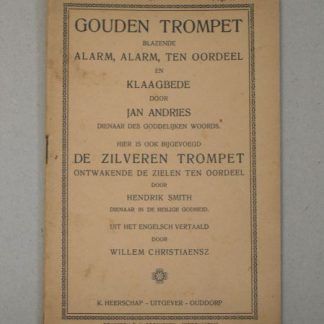 GOUDEN TROMPET
BLAZENDE
ALARM, ALARM, TEN OORDEEL
EN
KLAAGBEDE
DOOR
JAN ANDRIES
DIENAAR DES GODDELIJKEN WOORDS.
HIER IS OOK BIJGEVOEGD
DE ZILVEREN TROMPET
ONTWAKENDE DE ZIELEN TEN OORDEEL
DOOR
HENDRIK SMITH
DIENAAR IN DE HEILIGE GODHEID.
UIT HET ENGELSCH VERTAALD
DOOR
WILLEM CHRISTIAENSZ
K. HEERSCHAP - UITGEVER - OUDDORP